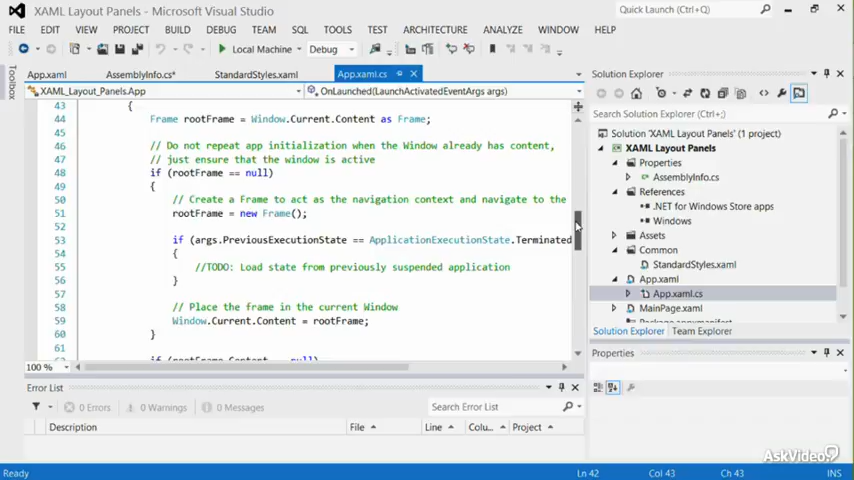 XAML Layout Panels - Microsoft Visual Studio
Quick Launch (Ctrl+Q)
FILE EDIT VIEW PROJECT BUILD DEBUG TEAM SQL TOOLS TEST ARCHITECTURE ANALYZE WINDOW HELP
Local Machine Debug
Toolbox
App.xaml AssemblyInfo.cs* StandardStyles.xaml App.xaml.cs
XAML_Layout_Panels.App OnLaunched(LaunchActivatedEventArgs args)
43 {
44 Frame rootFrame = Window.Current.Content as Frame;
45
46 // Do not repeat app initialization when the Window already has content,
47 // just ensure that the window is active
48 if (rootFrame == null)
49 {
50 // Create a Frame to act as the navigation context and navigate to the
51 rootFrame = new Frame();
52
53 if (args.PreviousExecutionState == ApplicationExecutionState.Terminated
54 {
55 //TODO: Load state from previously suspended application
56 }
57
58 // Place the frame in the current Window
59 Window.Current.Content = rootFrame;
60 }
61
62 if (rootFrame.Content == null)
100 %
Error List
0 Errors 0 Warnings 0 Messages
Search Error List
Description File Line Colu... Project
Solution Explorer
Search Solution Explorer (Ctrl+;)
Solution 'XAML Layout Panels' (1 project)
XAML Layout Panels
Properties
AssemblyInfo.cs
References
.NET for Windows Store apps
Windows
Assets
Common
StandardStyles.xaml
App.xaml
App.xaml.cs
MainPage.xaml
Package.appxmanifest
Solution Explorer Team Explorer
Properties
AskVideo
Ready Ln 42 Col 43 Ch 43 INS